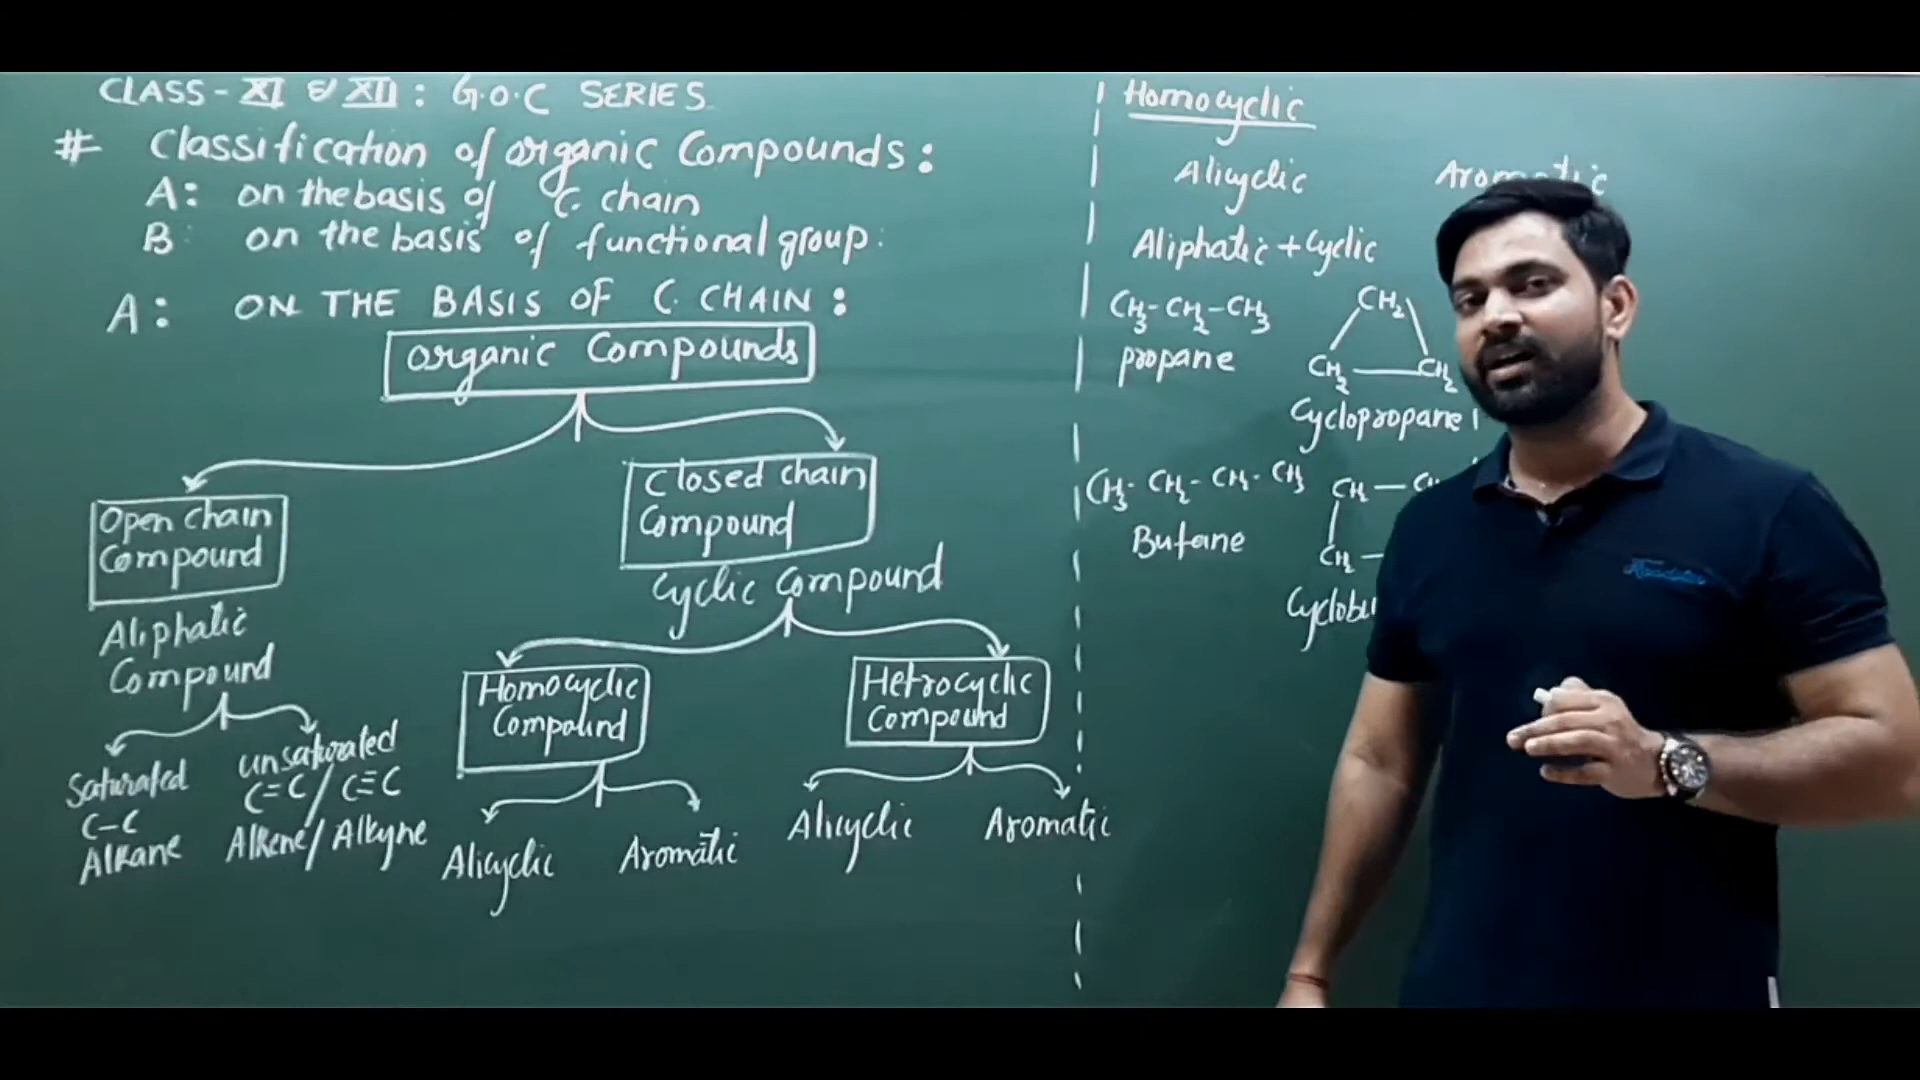 CLASS - XI & XII : G.O.C SERIES
# Classification of organic Compounds :
A: on the basis of C. chain
B: on the basis of functional group:
A: ON THE BASIS OF C. CHAIN :
organic Compounds
Open chain
Compound
Aliphatic
Compound
Saturated
C-C
Alkane
unsaturated
C=C / C≡C
Alkene / Alkyne
Closed chain
Compound
Cyclic Compound
Homocyclic
Compound
Alicyclic
Aromatic
Hetrocyclic
Compound
Alicyclic
Aromatic
Homocyclic
Alicyclic
Aliphatic + Cyclic
CH3-CH2-CH3
propane
CH2
CH2 — CH2
Cyclopropane
CH3-CH2-CH2-CH3
Butane
CH2 —
CH2 —
Cyclobu